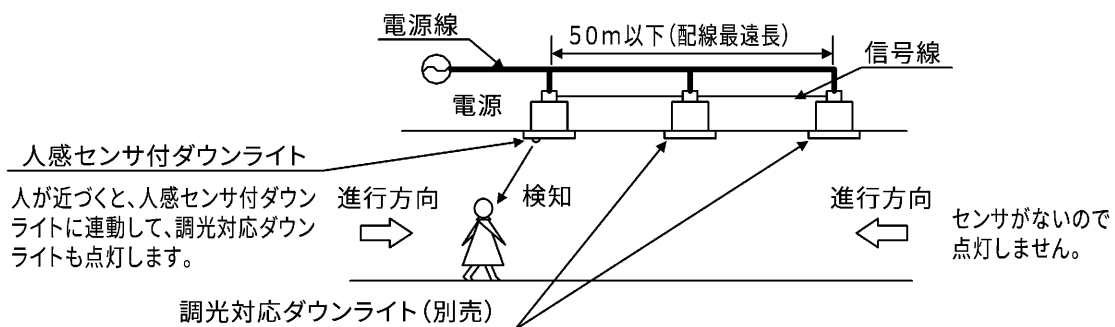 電源線
50m以下(配線最遠長)
信号線
電源
人感センサ付ダウンライト
人が近づくと、人感センサ付ダウン
ライトに連動して、調光対応ダウン
ライトも点灯します。
進行方向
検知
進行方向
センサがないので
点灯しません。
調光対応ダウンライト(別売)